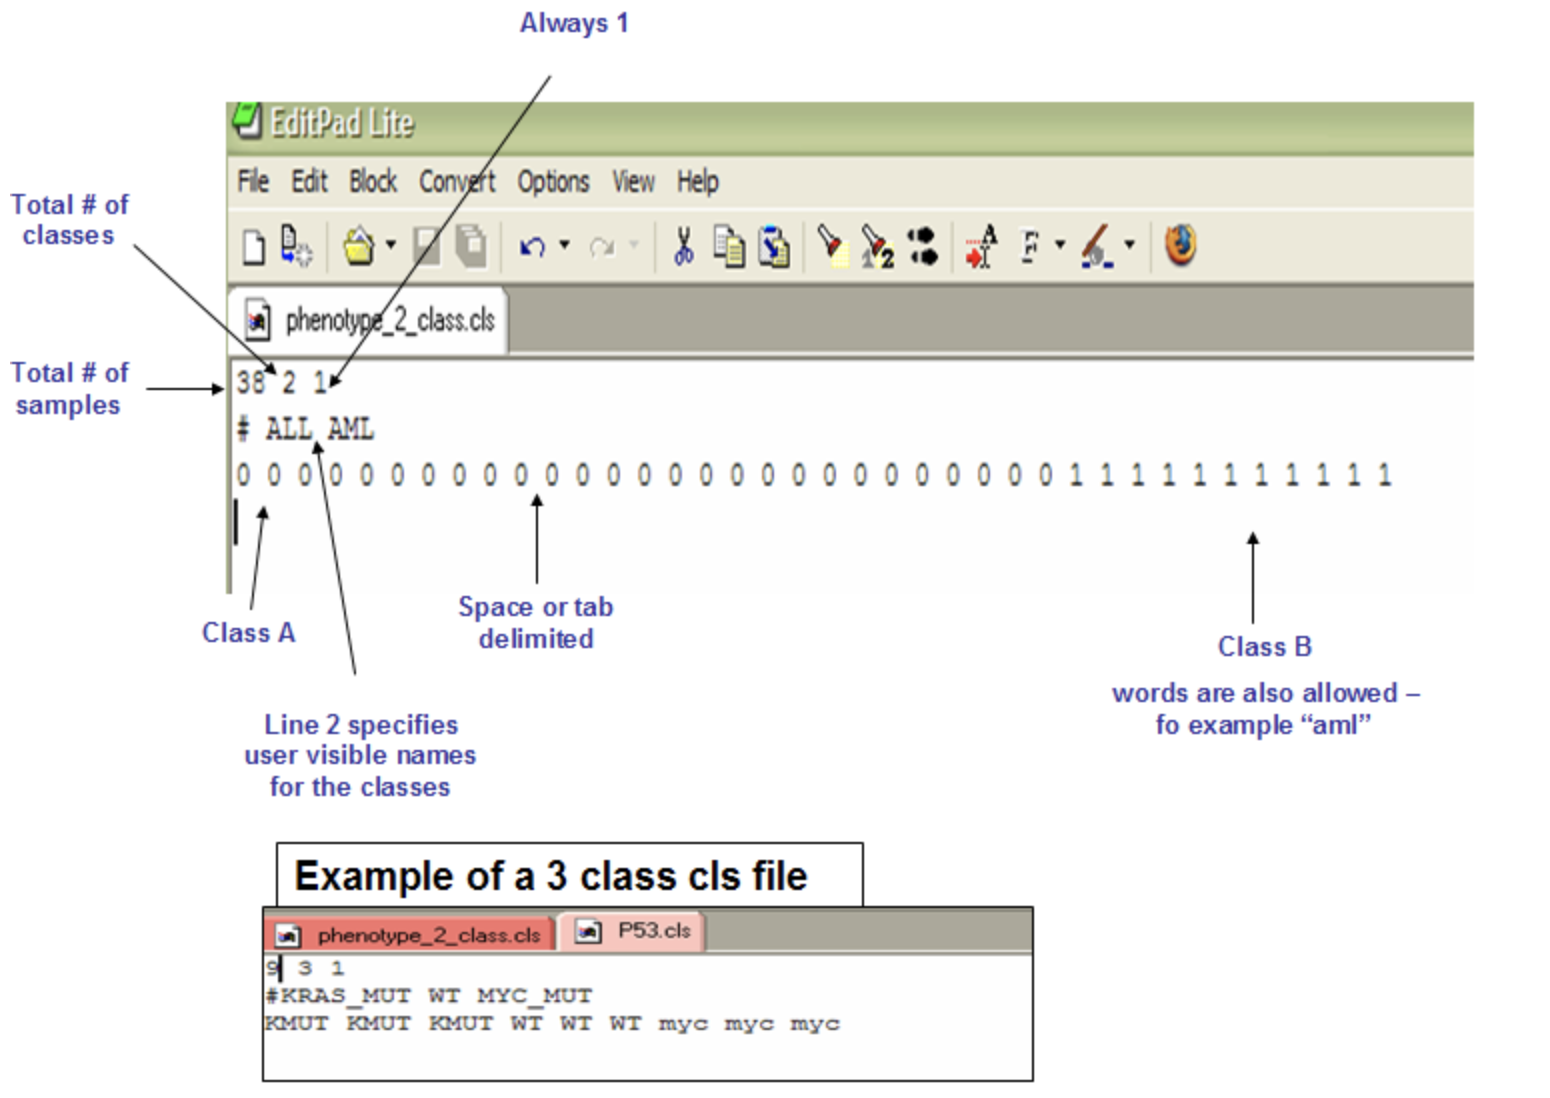 Always 1
EditPad Lite
File Edit Block Convert Options View Help
Total # of
classes
phenotype_2_class.cls
Total # of
samples
38 2 1
# ALL AML
0 0 0 0 0 0 0 0 0 0 0 0 0 0 0 0 0 0 0 0 0 0 0 0 0 0 0 1 1 1 1 1 1 1 1 1 1 1
Class A
Space or tab
delimited
Class B
words are also allowed –
fo example “aml”
Line 2 specifies
user visible names
for the classes
Example of a 3 class cls file
phenotype_2_class.cls P53.cls
9 3 1
#KRAS_MUT WT MYC_MUT
KMUT KMUT KMUT WT WT WT myc myc myc